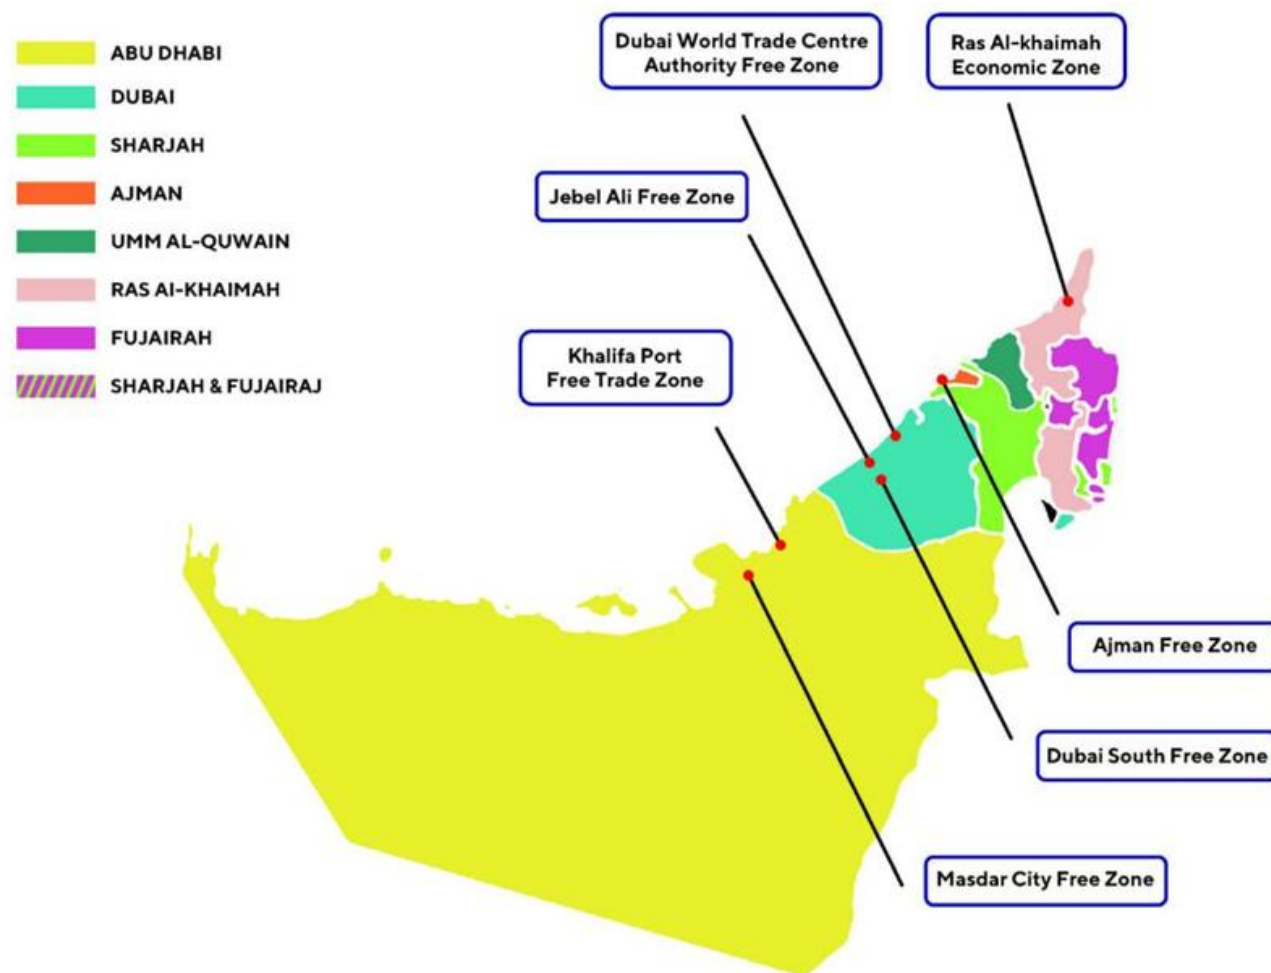 ABU DHABI
DUBAI
SHARJAH
AJMAN
UMM AL-QUWAIN
RAS AI-KHAIMAH
FUJAIRAH
SHARJAH & FUJAIRAJ
Dubai World Trade Centre
Authority Free Zone
Ras Al-khaimah
Economic Zone
Jebel Ali Free Zone
Khalifa Port
Free Trade Zone
Ajman Free Zone
Dubai South Free Zone
Masdar City Free Zone